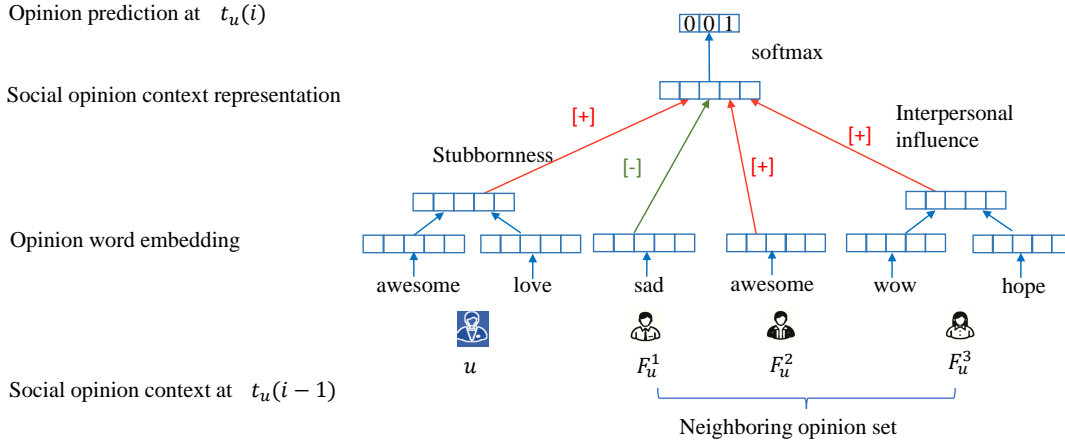 Opinion prediction at t_u(i)
0 0 1
softmax
Social opinion context representation
[+]
[-]
[+]
[+]
Interpersonal
influence
Stubbornness
Opinion word embedding
awesome love sad awesome wow hope
u F_u^1 F_u^2 F_u^3
Social opinion context at t_u(i − 1)
Neighboring opinion set